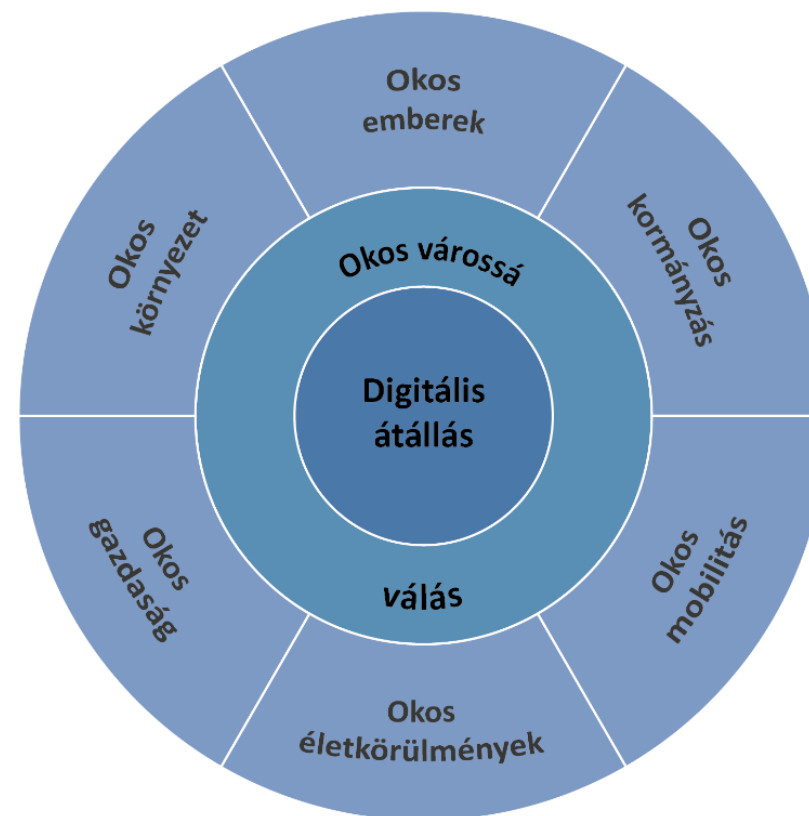 Okos
emberek
Okos
kormányzás
Okos
mobilitás
Okos
életkörülmények
Okos
gazdaság
Okos
környezet
Okos várossá
válás
Digitális
átállás